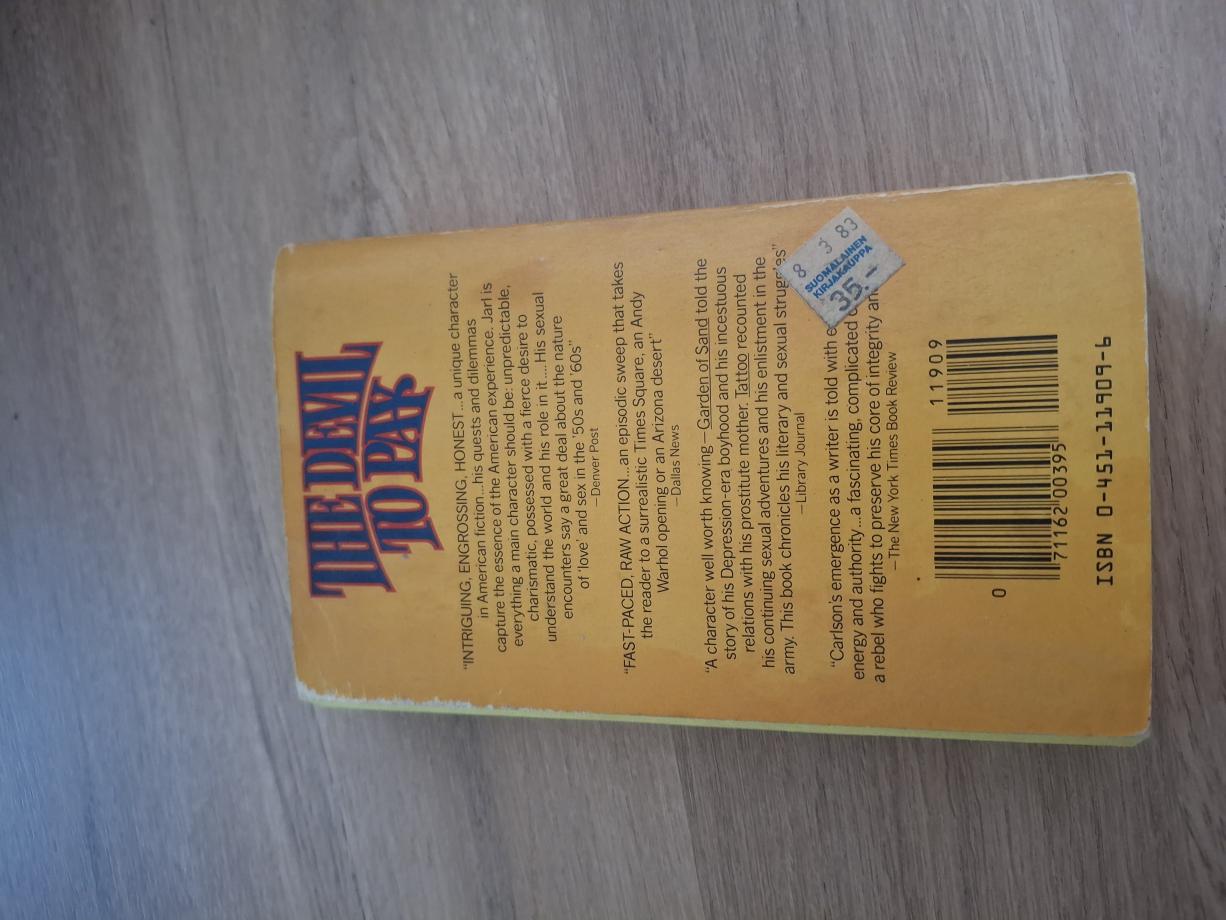 THE DEVIL
TO PAY
“INTRIGUING, ENGROSSING, HONEST...a unique character
in American fiction...his quests and dilemmas
capture the essence of the American experience. Jarl is
everything a main character should be: unpredictable,
charismatic, possessed with a fierce desire to
understand the world and his role in it.... His sexual
encounters say a great deal about the nature
of ‘love’ and sex in the ’50s and ’60s”
—Denver Post
“FAST-PACED, RAW ACTION...an episodic sweep that takes
the reader to a surrealistic Times Square, an Andy
Warhol opening or an Arizona desert”
—Dallas News
“A character well worth knowing—Garden of Sand told the
story of his Depression-era boyhood and his incestuous
relations with his prostitute mother. Tattoo recounted
his continuing sexual adventures and his enlistment in the
army. This book chronicles his literary and sexual struggles”
—Library Journal
“Carlson’s emergence as a writer is told with
energy and authority...a fascinating, complicated
a rebel who fights to preserve his core of integrity and
—The New York Times Book Review
8 3 83
SUOMALAINEN
KIRJAKAUPPA
35.-
11909
0
71162 00395
ISBN 0-451-11909-6